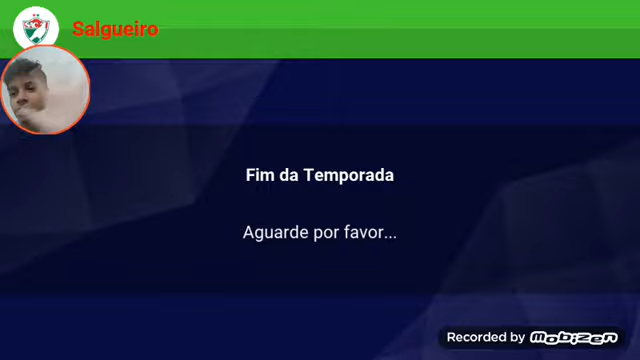 Salgueiro
Fim da Temporada
Aguarde por favor...
Recorded by Mobizen